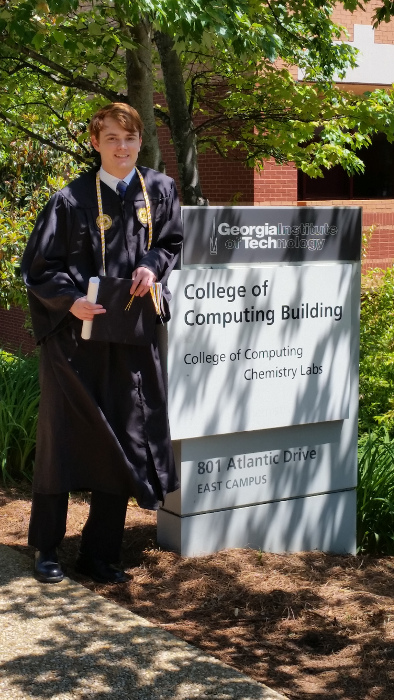 Georgia Institute
of Technology
College of
Computing Building
College of Computing
Chemistry Labs
801 Atlantic Drive
EAST CAMPUS